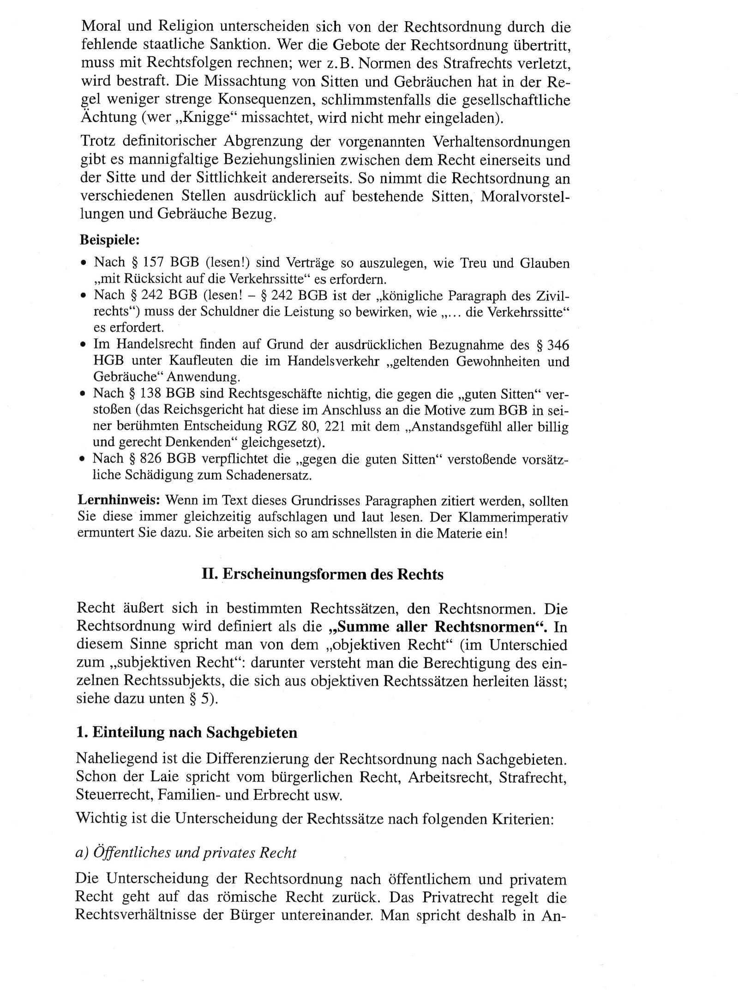 Moral und Religion unterscheiden sich von der Rechtsordnung durch die
fehlende staatliche Sanktion. Wer die Gebote der Rechtsordnung übertritt,
muss mit Rechtsfolgen rechnen; wer z.B. Normen des Strafrechts verletzt,
wird bestraft. Die Missachtung von Sitten und Gebräuchen hat in der Re-
gel weniger strenge Konsequenzen, schlimmstenfalls die gesellschaftliche
Ächtung (wer „Knigge“ missachtet, wird nicht mehr eingeladen).
Trotz definitorischer Abgrenzung der vorgenannten Verhaltensordnungen
gibt es mannigfaltige Beziehungslinien zwischen dem Recht einerseits und
der Sitte und der Sittlichkeit andererseits. So nimmt die Rechtsordnung an
verschiedenen Stellen ausdrücklich auf bestehende Sitten, Moralvorstel-
lungen und Gebräuche Bezug.
Beispiele:
• Nach § 157 BGB (lesen!) sind Verträge so auszulegen, wie Treu und Glauben
„mit Rücksicht auf die Verkehrssitte“ es erfordern.
• Nach § 242 BGB (lesen! – § 242 BGB ist der „königliche Paragraph des Zivil-
rechts“) muss der Schuldner die Leistung so bewirken, wie „... die Verkehrssitte“
es erfordert.
• Im Handelsrecht finden auf Grund der ausdrücklichen Bezugnahme des § 346
HGB unter Kaufleuten die im Handelsverkehr „geltenden Gewohnheiten und
Gebräuche“ Anwendung.
• Nach § 138 BGB sind Rechtsgeschäfte nichtig, die gegen die „guten Sitten“ ver-
stoßen (das Reichsgericht hat diese im Anschluss an die Motive zum BGB in sei-
ner berühmten Entscheidung RGZ 80, 221 mit dem „Anstandsgefühl aller billig
und gerecht Denkenden“ gleichgesetzt).
• Nach § 826 BGB verpflichtet die „gegen die guten Sitten“ verstoßende vorsätz-
liche Schädigung zum Schadenersatz.
Lernhinweis: Wenn im Text dieses Grundrisses Paragraphen zitiert werden, sollten
Sie diese immer gleichzeitig aufschlagen und laut lesen. Der Klammerimperativ
ermuntert Sie dazu. Sie arbeiten sich so am schnellsten in die Materie ein!
II. Erscheinungsformen des Rechts
Recht äußert sich in bestimmten Rechtssätzen, den Rechtsnormen. Die
Rechtsordnung wird definiert als die „Summe aller Rechtsnormen“. In
diesem Sinne spricht man von dem „objektiven Recht“ (im Unterschied
zum „subjektiven Recht“: darunter versteht man die Berechtigung des ein-
zelnen Rechtssubjekts, die sich aus objektiven Rechtssätzen herleiten lässt;
siehe dazu unten § 5).
1. Einteilung nach Sachgebieten
Naheliegend ist die Differenzierung der Rechtsordnung nach Sachgebieten.
Schon der Laie spricht vom bürgerlichen Recht, Arbeitsrecht, Strafrecht,
Steuerrecht, Familien- und Erbrecht usw.
Wichtig ist die Unterscheidung der Rechtssätze nach folgenden Kriterien:
a) Öffentliches und privates Recht
Die Unterscheidung der Rechtsordnung nach öffentlichem und privatem
Recht geht auf das römische Recht zurück. Das Privatrecht regelt die
Rechtsverhältnisse der Bürger untereinander. Man spricht deshalb in An-